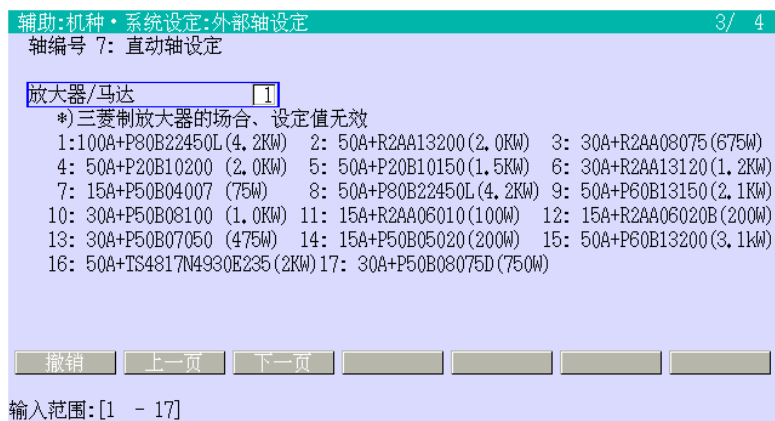 辅助:机种・系统设定:外部轴设定 3/ 4
轴编号 7: 直动轴设定
放大器/马达 1
*)三菱制放大器的场合、设定值无效
1:100A+P80B22450L(4.2KW) 2: 50A+R2AA13200(2.0KW) 3: 30A+R2AA08075(675W)
4: 50A+P20B10200 (2.0KW) 5: 50A+P20B10150(1.5KW) 6: 30A+R2AA13120(1.2KW)
7: 15A+P50B04007 (75W) 8: 50A+P80B22450L(4.2KW) 9: 50A+P60B13150(2.1KW)
10: 30A+P50B08100 (1.0KW) 11: 15A+R2AA06010(100W) 12: 15A+R2AA06020B(200W)
13: 30A+P50B07050 (475W) 14: 15A+P50B05020(200W) 15: 50A+P60B13200(3.1kW)
16: 50A+TS4817N4930E235(2KW)17: 30A+P50B08075D(750W)
撤销 上一页 下一页
输入范围:[1 - 17]